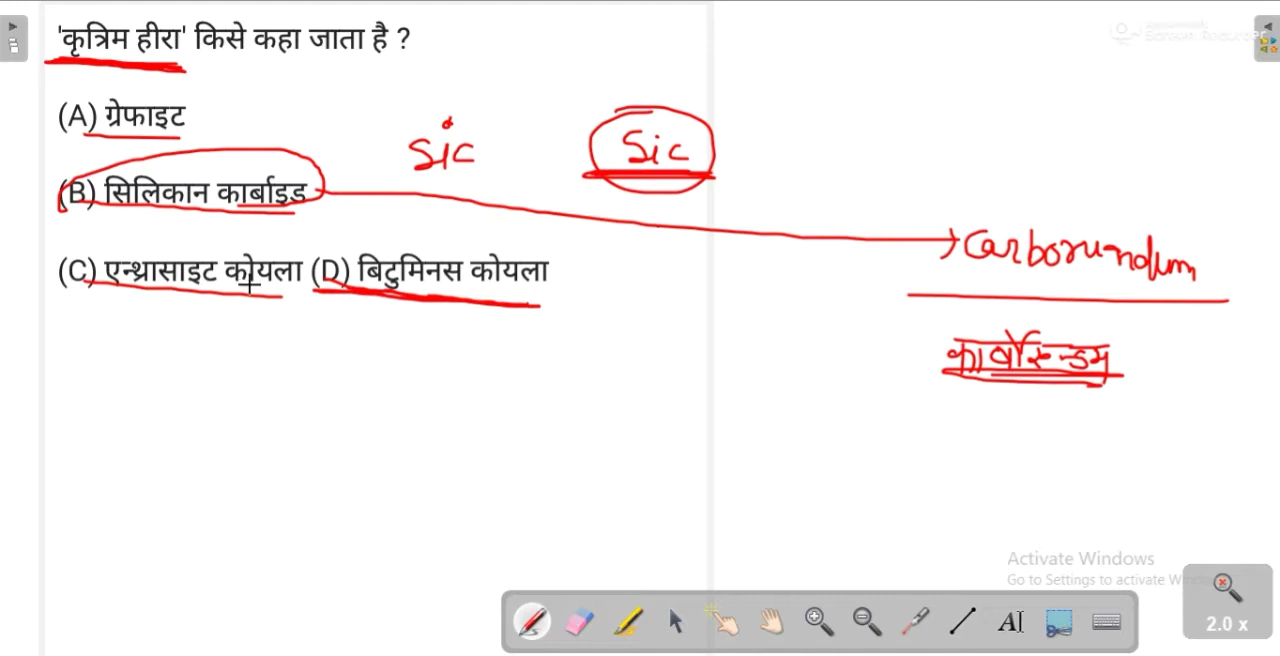 'कृत्रिम हीरा' किसे कहा जाता है ?
(A) ग्रेफाइट
Sic
Sic
(B) सिलिकान कार्बाइड
Carborundum
(C) एन्थ्रासाइट कोयला (D) बिटुमिनस कोयला
कार्बोरन्डम
Activate Windows
Go to Settings to activate
AI
2.0 x